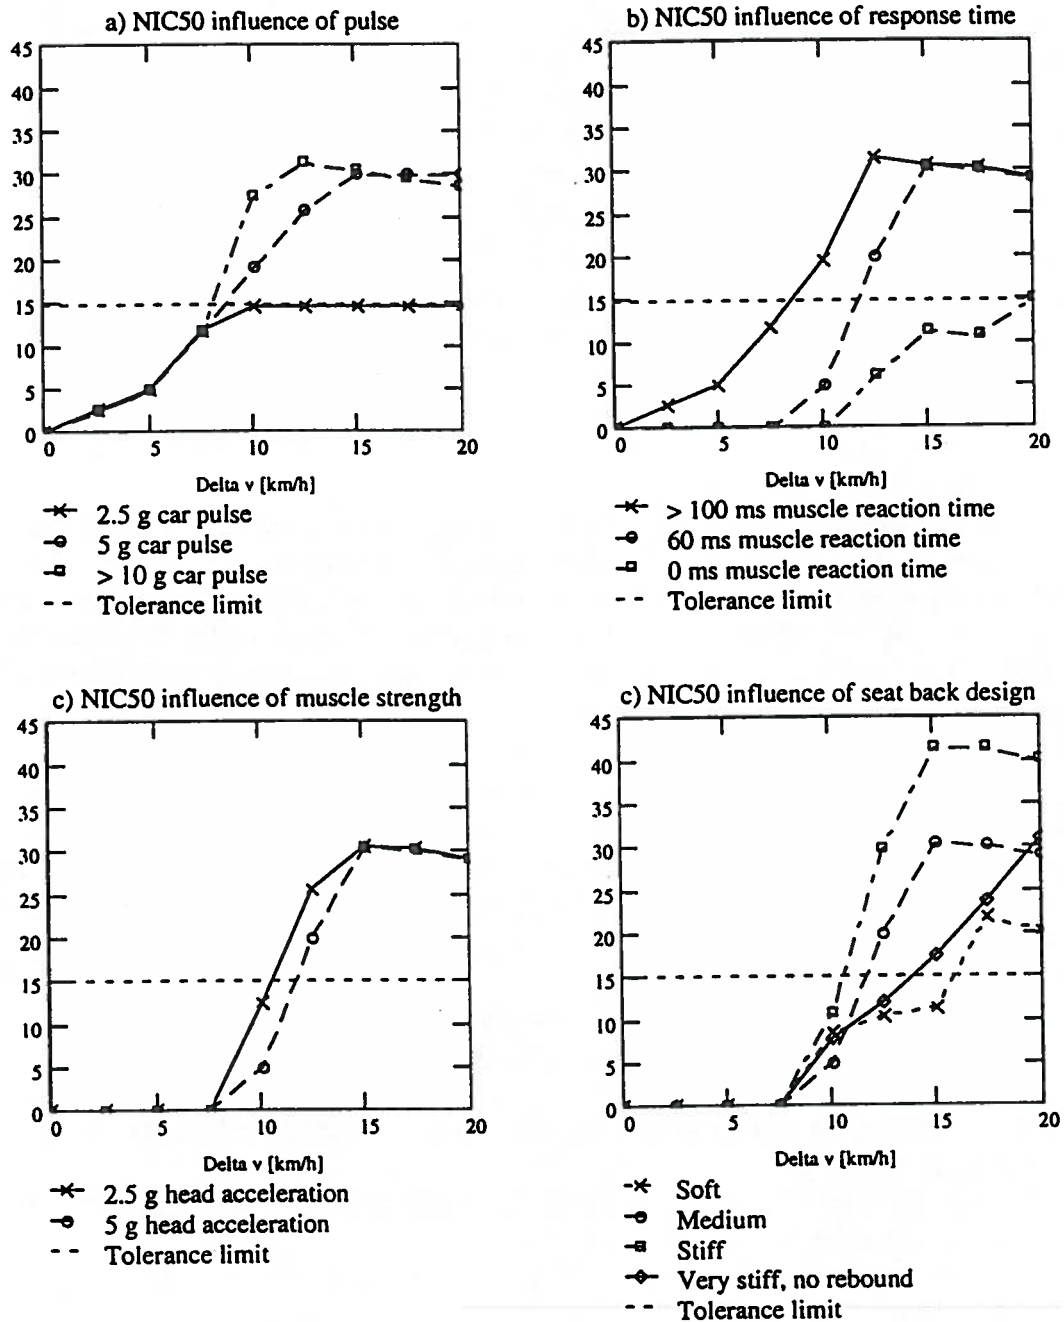 a) NIC50 influence of pulse
45
40
35
30
25
20
15
10
5
0
0 5 10 15 20
Delta v [km/h]
2.5 g car pulse
5 g car pulse
> 10 g car pulse
Tolerance limit
b) NIC50 influence of response time
45
40
35
30
25
20
15
10
5
0
0 5 10 15 20
Delta v [km/h]
> 100 ms muscle reaction time
60 ms muscle reaction time
0 ms muscle reaction time
Tolerance limit
c) NIC50 influence of muscle strength
45
40
35
30
25
20
15
10
5
0
0 5 10 15 20
Delta v [km/h]
2.5 g head acceleration
5 g head acceleration
Tolerance limit
c) NIC50 influence of seat back design
45
40
35
30
25
20
15
10
5
0
0 5 10 15 20
Delta v [km/h]
Soft
Medium
Stiff
Very stiff, no rebound
Tolerance limit